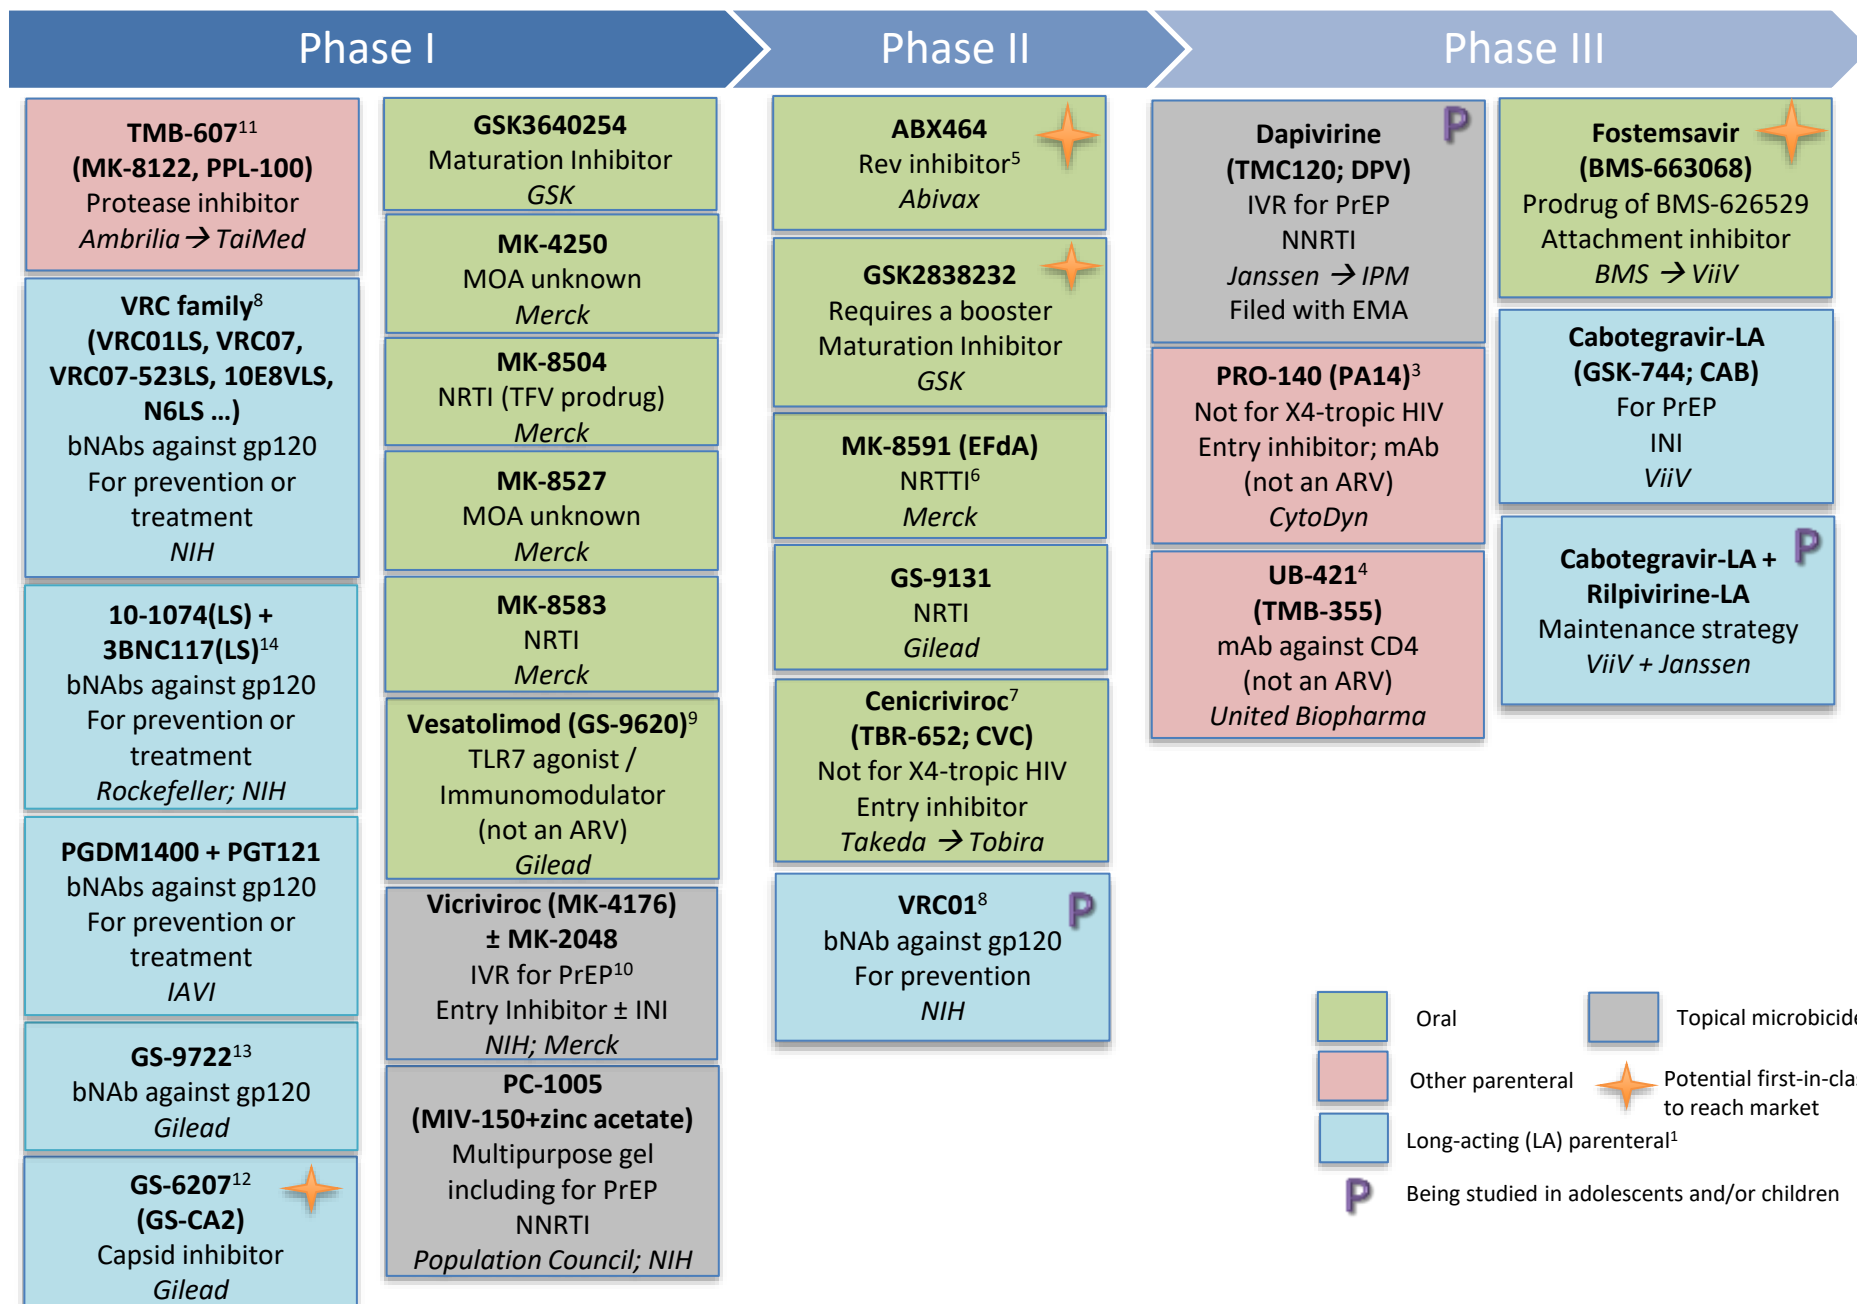 Phase I
Phase II
Phase III
TMB-607¹¹
(MK-8122, PPL-100)
Protease inhibitor
Ambrilia → TaiMed
VRC family⁸
(VRC01LS, VRC07,
VRC07-523LS, 10E8VLS,
N6LS ...)
bNAbs against gp120
For prevention or
treatment
NIH
10-1074(LS) +
3BNC117(LS)¹⁴
bNAbs against gp120
For prevention or
treatment
Rockefeller; NIH
PGDM1400 + PGT121
bNAbs against gp120
For prevention or
treatment
IAVI
GS-9722¹³
bNAb against gp120
Gilead
GS-6207¹²
(GS-CA2)
Capsid inhibitor
Gilead
GSK3640254
Maturation Inhibitor
GSK
MK-4250
MOA unknown
Merck
MK-8504
NRTI (TFV prodrug)
Merck
MK-8527
MOA unknown
Merck
MK-8583
NRTI
Merck
Vesatolimod (GS-9620)⁹
TLR7 agonist /
Immunomodulator
(not an ARV)
Gilead
Vicriviroc (MK-4176)
± MK-2048
IVR for PrEP¹⁰
Entry Inhibitor ± INI
NIH; Merck
PC-1005
(MIV-150+zinc acetate)
Multipurpose gel
including for PrEP
NNRTI
Population Council; NIH
ABX464
Rev inhibitor⁵
Abivax
GSK2838232
Requires a booster
Maturation Inhibitor
GSK
MK-8591 (EFdA)
NRTTI⁶
Merck
GS-9131
NRTI
Gilead
Cenicriviroc⁷
(TBR-652; CVC)
Not for X4-tropic HIV
Entry inhibitor
Takeda → Tobira
VRC01⁸
P
bNAb against gp120
For prevention
NIH
Dapivirine
P
(TMC120; DPV)
IVR for PrEP
NNRTI
Janssen → IPM
Filed with EMA
PRO-140 (PA14)³
Not for X4-tropic HIV
Entry inhibitor; mAb
(not an ARV)
CytoDyn
UB-421⁴
(TMB-355)
mAb against CD4
(not an ARV)
United Biopharma
Fostemsavir
(BMS-663068)
Prodrug of BMS-626529
Attachment inhibitor
BMS → ViiV
Cabotegravir-LA
(GSK-744; CAB)
For PrEP
INI
ViiV
Cabotegravir-LA +
P
Rilpivirine-LA
Maintenance strategy
ViiV + Janssen
Oral
Topical microbicide
Other parenteral
Potential first-in-cla
to reach market
Long-acting (LA) parenteral¹
P Being studied in adolescents and/or children